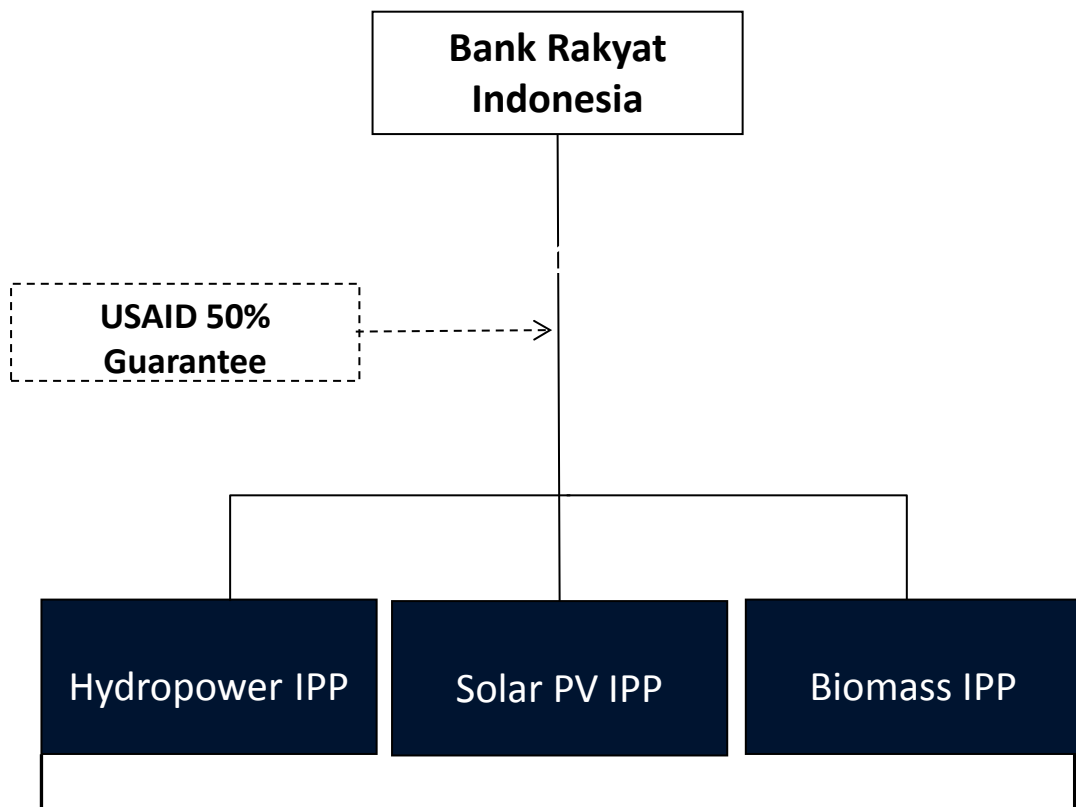 Bank Rakyat
Indonesia
USAID 50%
Guarantee
Hydropower IPP
Solar PV IPP
Biomass IPP